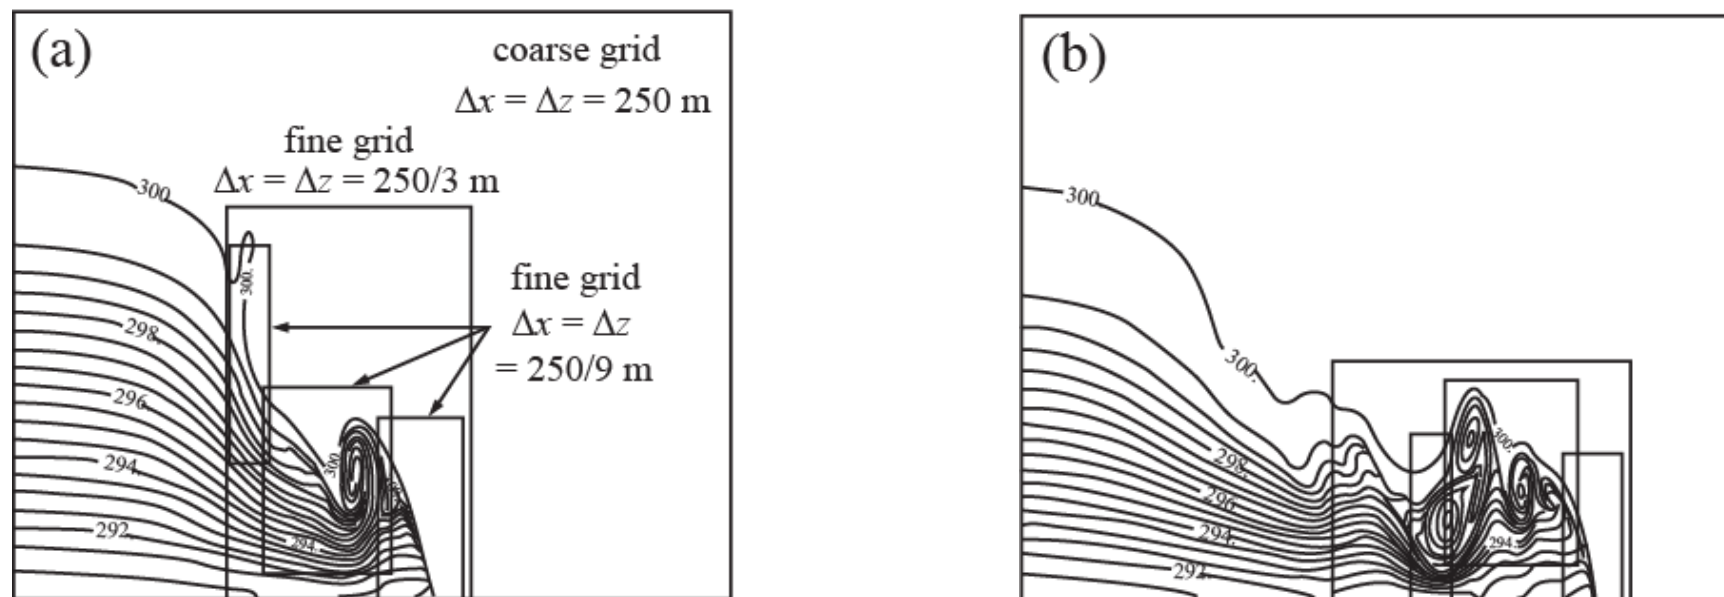 (a)
coarse grid
Δx = Δz = 250 m
fine grid
Δx = Δz = 250/3 m
fine grid
Δx = Δz
= 250/9 m
300
300.
298.
296
300
294.
294.
292.
(b)
300
300.
300.
298.
296.
294.
294.
292.